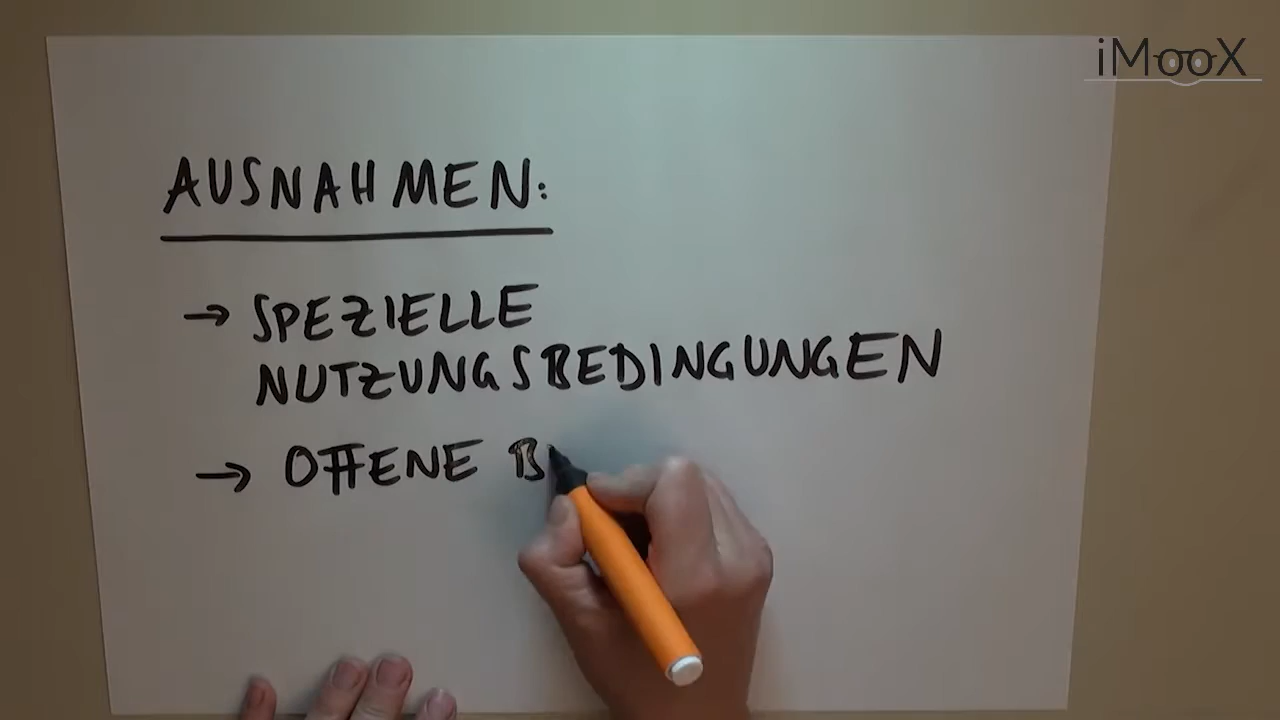 iMooX
AUSNAHMEN:
→ SPEZIELLE
NUTZUNGSBEDINGUNGEN
→ OFFENE B